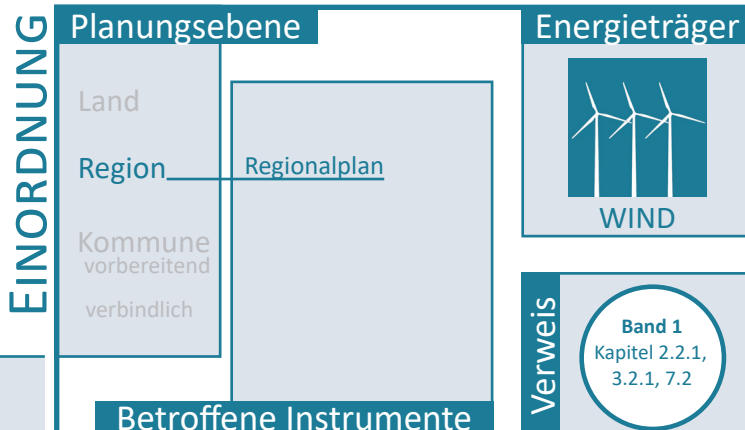 EINORDNUNG
Planungsebene
Land
Region
Kommune
vorbereitend
verbindlich
Regionalplan
Betroffene Instrumente
Energieträger
WIND
Verweis
Band 1
Kapitel 2.2.1,
3.2.1, 7.2